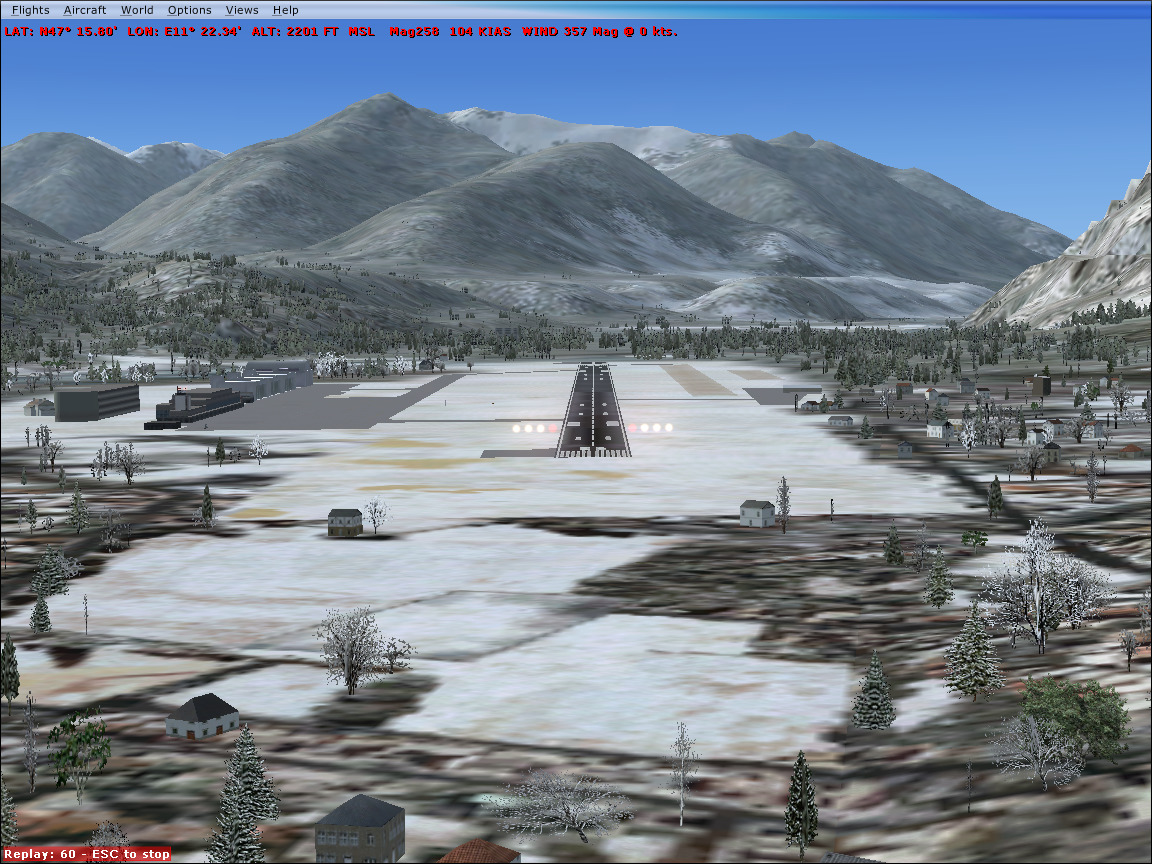 Flights Aircraft World Options Views Help
LAT: N47° 15.80' LON: E11° 22.34' ALT: 2201 FT MSL Mag258 104 KIAS WIND 357 Mag @ 0 kts.
Replay: 60 - ESC to stop